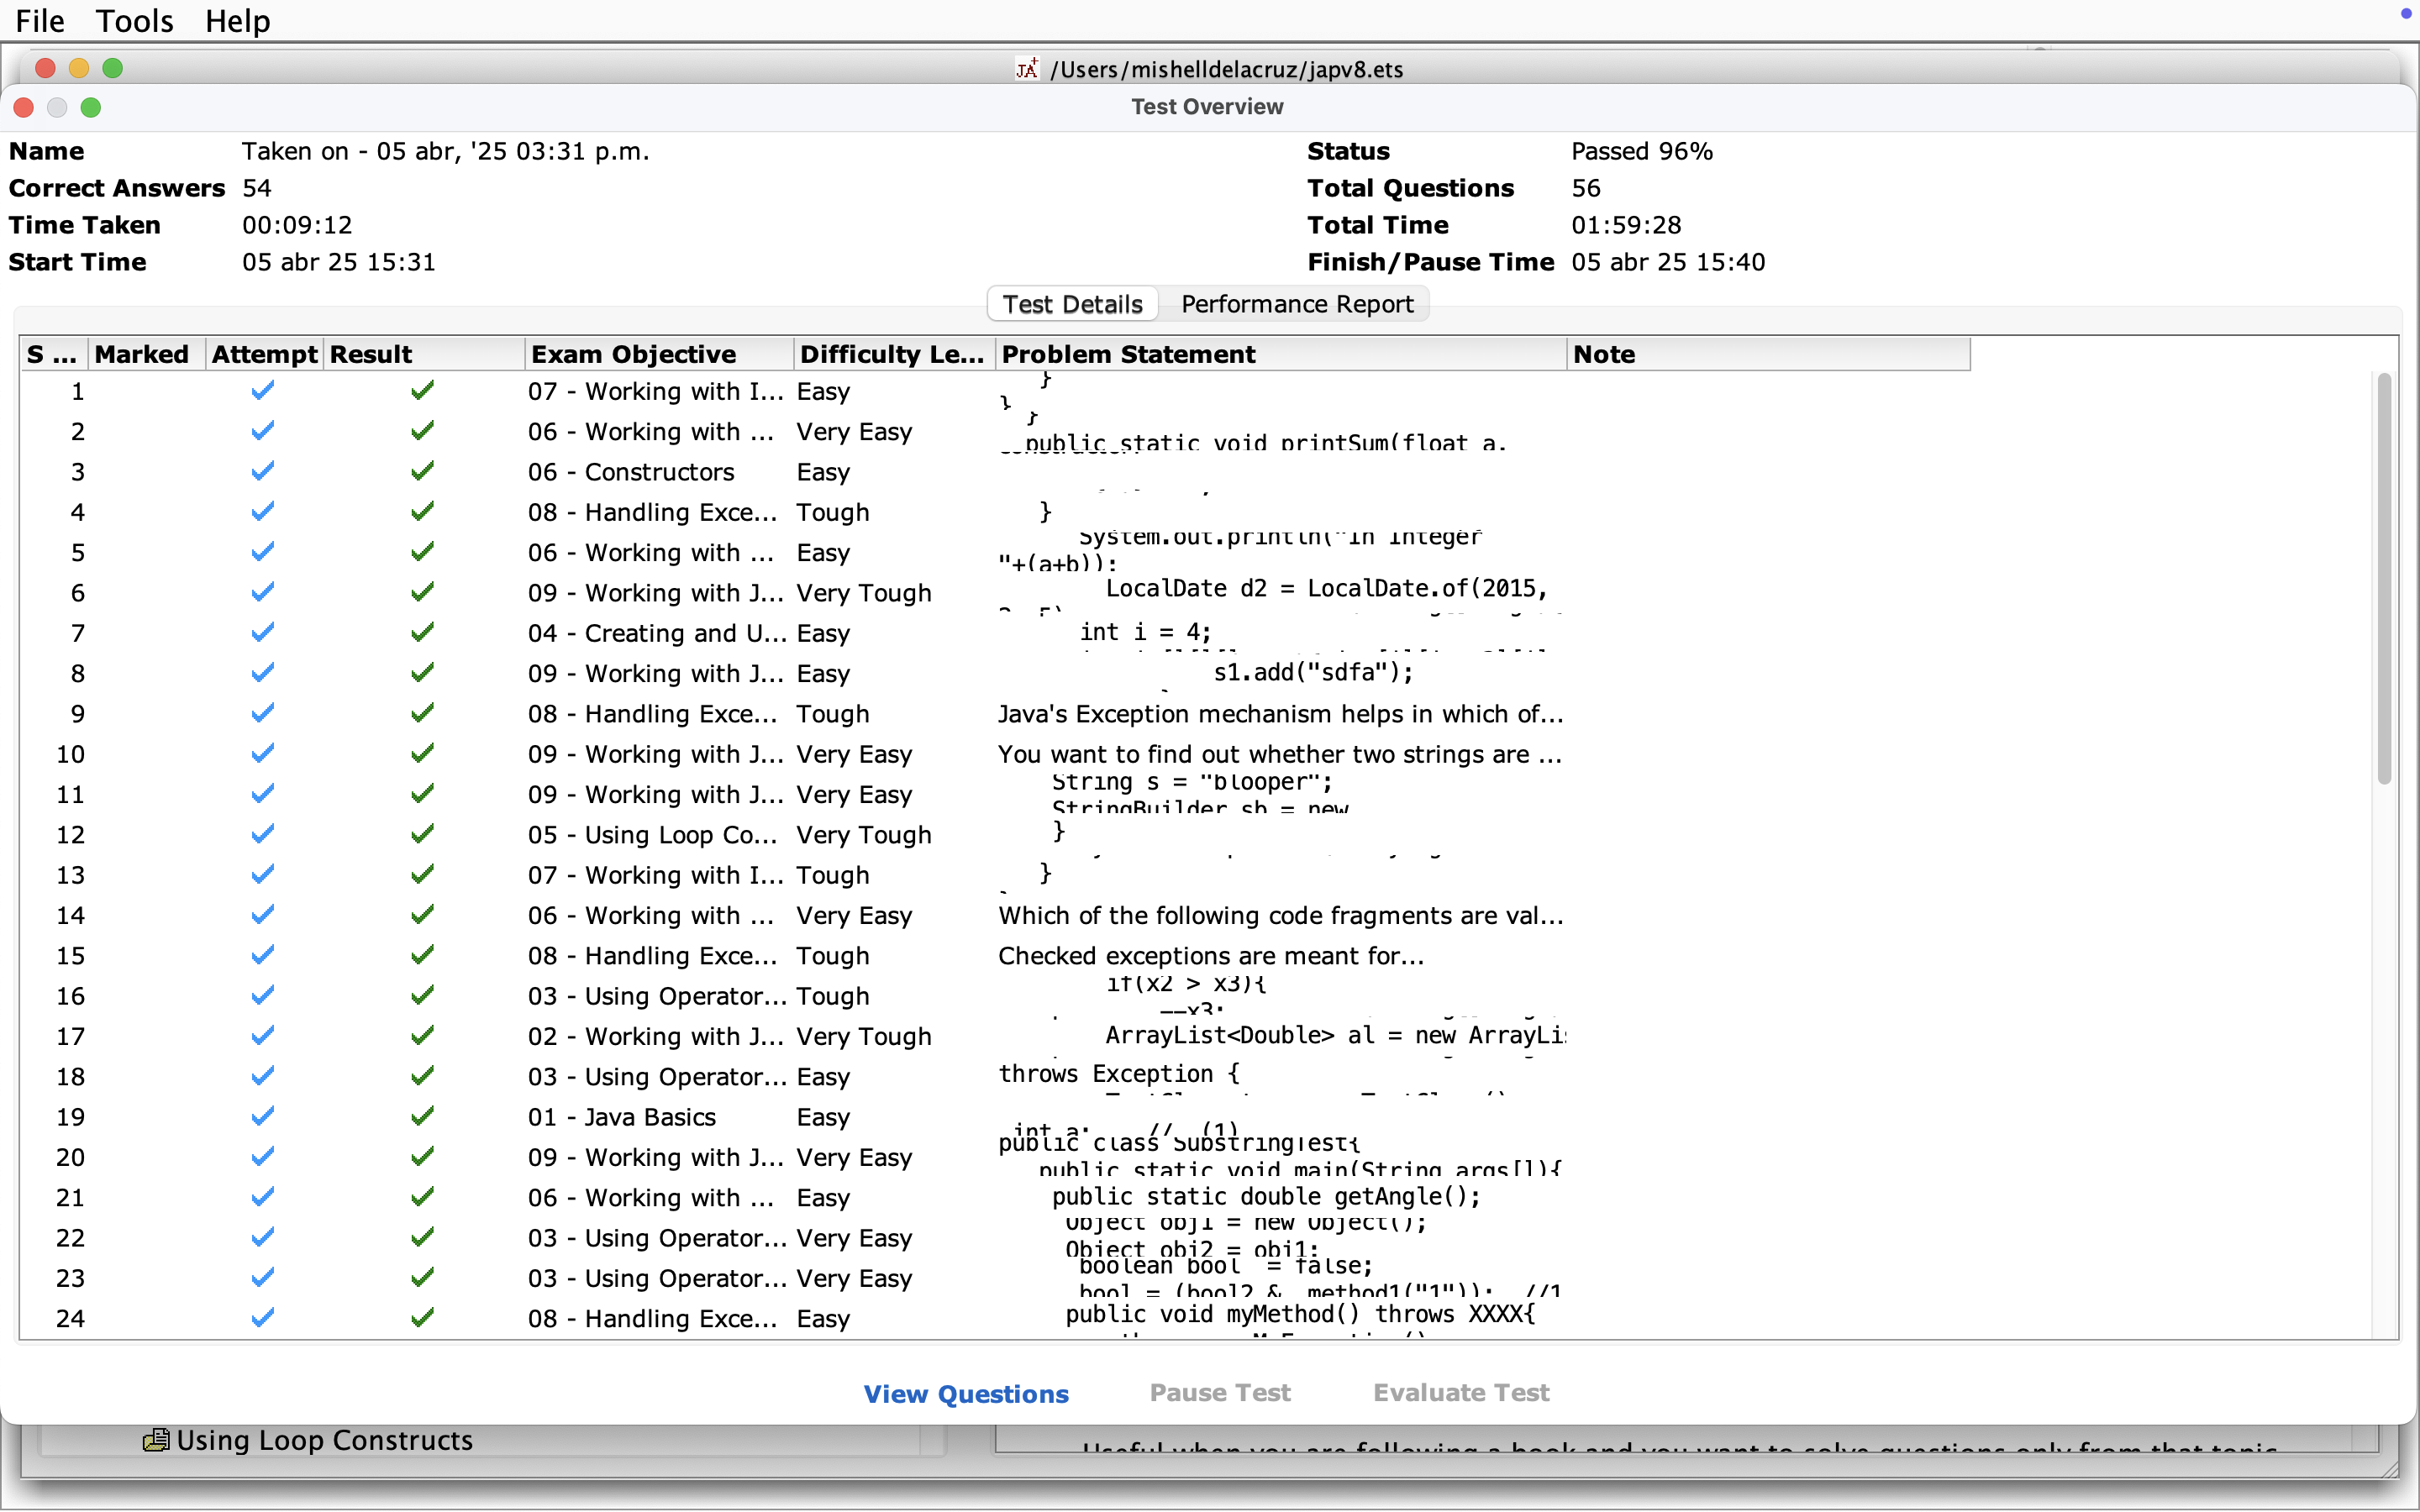 File Tools Help
JA+ /Users/mishelldelacruz/japv8.ets
Test Overview
Name Taken on - 05 abr, '25 03:31 p.m. Status Passed 96%
Correct Answers 54 Total Questions 56
Time Taken 00:09:12 Total Time 01:59:28
Start Time 05 abr 25 15:31 Finish/Pause Time 05 abr 25 15:40
Test Details Performance Report
S ... Marked Attempt Result Exam Objective Difficulty Le... Problem Statement Note
1 07 - Working with I... Easy }
}
2 06 - Working with ... Very Easy }
public static void printSum(float a,
3 06 - Constructors Easy
4 08 - Handling Exce... Tough }
5 06 - Working with ... Easy System.out.println("In Integer
"+(a+b));
6 09 - Working with J... Very Tough LocalDate d2 = LocalDate.of(2015,
7 04 - Creating and U... Easy int i = 4;
8 09 - Working with J... Easy s1.add("sdfa");
9 08 - Handling Exce... Tough Java's Exception mechanism helps in which of...
10 09 - Working with J... Very Easy You want to find out whether two strings are ...
11 09 - Working with J... Very Easy String s = "blooper";
StringBuilder sb = new
12 05 - Using Loop Co... Very Tough }
13 07 - Working with I... Tough }
14 06 - Working with ... Very Easy Which of the following code fragments are val...
15 08 - Handling Exce... Tough Checked exceptions are meant for...
16 03 - Using Operator... Tough if(x2 > x3){
--x3;
17 02 - Working with J... Very Tough ArrayList<Double> al = new ArrayLis
18 03 - Using Operator... Easy throws Exception {
19 01 - Java Basics Easy int a; // (1)
20 09 - Working with J... Very Easy public class SubstringTest{
public static void main(String args[]){
21 06 - Working with ... Easy public static double getAngle();
22 03 - Using Operator... Very Easy Object obj1 = new Object();
Object obj2 = obj1;
23 03 - Using Operator... Very Easy boolean bool = false;
bool = (bool2 & method1("1")); //1
24 08 - Handling Exce... Easy public void myMethod() throws XXXX{
View Questions Pause Test Evaluate Test
Using Loop Constructs
Useful when you are following a book and you want to solve questions only from that topic